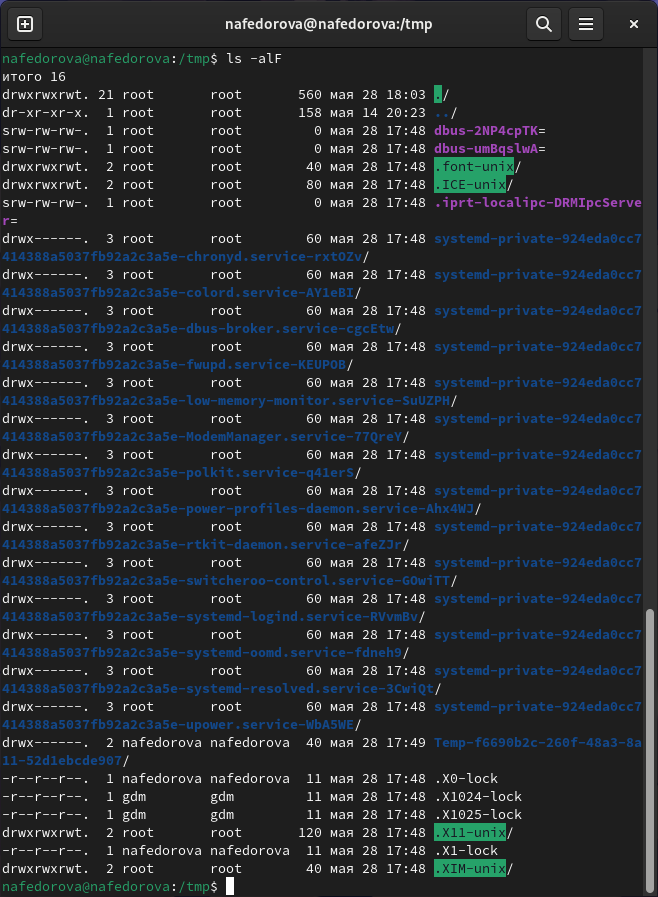 nafedorova@nafedorova:/tmp
nafedorova@nafedorova:/tmp$ ls -alF
итого 16
drwxrwxrwt. 21 root       root       560 мая 28 18:03 ./
dr-xr-xr-x.  1 root       root       158 мая 14 20:23 ../
srw-rw-rw-.  1 root       root         0 мая 28 17:48 dbus-2NP4cpTK=
srw-rw-rw-.  1 root       root         0 мая 28 17:48 dbus-umBqslwA=
drwxrwxrwt.  2 root       root        40 мая 28 17:48 .font-unix/
drwxrwxrwt.  2 root       root        80 мая 28 17:48 .ICE-unix/
srw-rw-rw-.  1 root       root         0 мая 28 17:48 .iprt-localipc-DRMIpcServe
r=
drwx------.  3 root       root        60 мая 28 17:48 systemd-private-924eda0cc7
414388a5037fb92a2c3a5e-chronyd.service-rxtOZv/
drwx------.  3 root       root        60 мая 28 17:48 systemd-private-924eda0cc7
414388a5037fb92a2c3a5e-colord.service-AY1eBI/
drwx------.  3 root       root        60 мая 28 17:48 systemd-private-924eda0cc7
414388a5037fb92a2c3a5e-dbus-broker.service-cgcEtw/
drwx------.  3 root       root        60 мая 28 17:48 systemd-private-924eda0cc7
414388a5037fb92a2c3a5e-fwupd.service-KEUPOB/
drwx------.  3 root       root        60 мая 28 17:48 systemd-private-924eda0cc7
414388a5037fb92a2c3a5e-low-memory-monitor.service-SuUZPH/
drwx------.  3 root       root        60 мая 28 17:48 systemd-private-924eda0cc7
414388a5037fb92a2c3a5e-ModemManager.service-77QreY/
drwx------.  3 root       root        60 мая 28 17:48 systemd-private-924eda0cc7
414388a5037fb92a2c3a5e-polkit.service-q41erS/
drwx------.  3 root       root        60 мая 28 17:48 systemd-private-924eda0cc7
414388a5037fb92a2c3a5e-power-profiles-daemon.service-Ahx4WJ/
drwx------.  3 root       root        60 мая 28 17:48 systemd-private-924eda0cc7
414388a5037fb92a2c3a5e-rtkit-daemon.service-afeZJr/
drwx------.  3 root       root        60 мая 28 17:48 systemd-private-924eda0cc7
414388a5037fb92a2c3a5e-switcheroo-control.service-GOwiTT/
drwx------.  3 root       root        60 мая 28 17:48 systemd-private-924eda0cc7
414388a5037fb92a2c3a5e-systemd-logind.service-RVvmBv/
drwx------.  3 root       root        60 мая 28 17:48 systemd-private-924eda0cc7
414388a5037fb92a2c3a5e-systemd-oomd.service-fdneh9/
drwx------.  3 root       root        60 мая 28 17:48 systemd-private-924eda0cc7
414388a5037fb92a2c3a5e-systemd-resolved.service-3CwiQt/
drwx------.  3 root       root        60 мая 28 17:48 systemd-private-924eda0cc7
414388a5037fb92a2c3a5e-upower.service-WbA5WE/
drwx------.  2 nafedorova nafedorova  40 мая 28 17:49 Temp-f6690b2c-260f-48a3-8a
11-52d1ebcde907/
-r--r--r--.  1 nafedorova nafedorova  11 мая 28 17:48 .X0-lock
-r--r--r--.  1 gdm        gdm         11 мая 28 17:48 .X1024-lock
-r--r--r--.  1 gdm        gdm         11 мая 28 17:48 .X1025-lock
drwxrwxrwt.  2 root       root       120 мая 28 17:48 .X11-unix/
-r--r--r--.  1 nafedorova nafedorova  11 мая 28 17:48 .X1-lock
drwxrwxrwt.  2 root       root        40 мая 28 17:48 .XIM-unix/
nafedorova@nafedorova:/tmp$